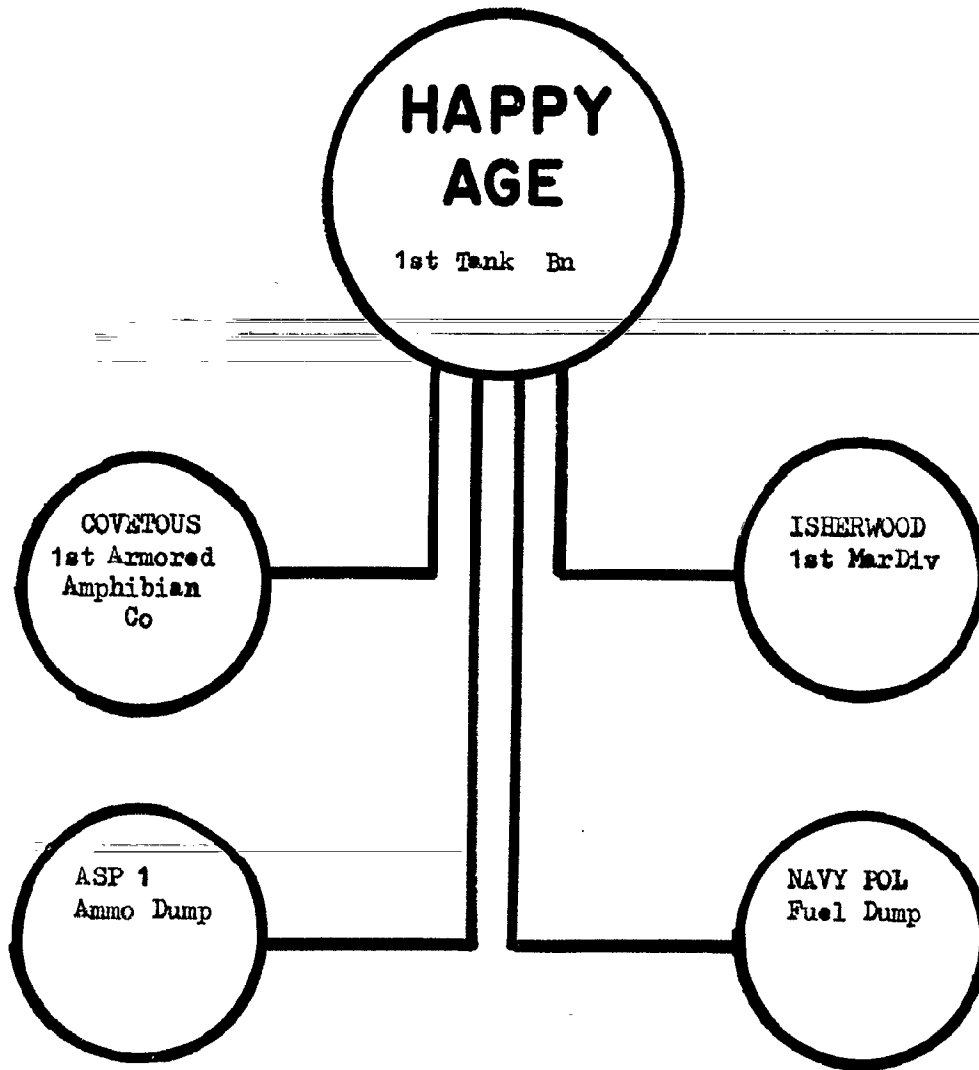 HAPPY
AGE
1st Tank Bn
COVETOUS
1st Armored
Amphibian
Co
ISHERWOOD
1st MarDiv
ASP 1
Ammo Dump
NAVY POL
Fuel Dump